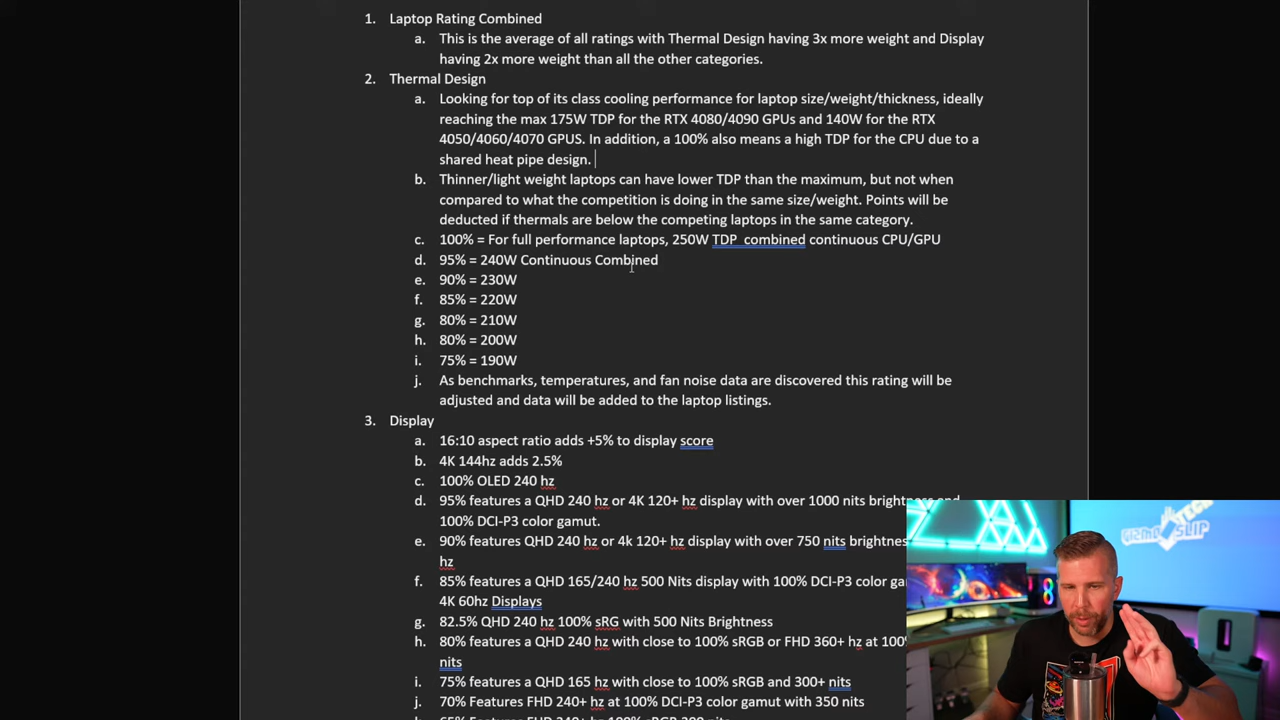 1. Laptop Rating Combined
a. This is the average of all ratings with Thermal Design having 3x more weight and Display
having 2x more weight than all the other categories.
2. Thermal Design
a. Looking for top of its class cooling performance for laptop size/weight/thickness, ideally
reaching the max 175W TDP for the RTX 4080/4090 GPUs and 140W for the RTX
4050/4060/4070 GPUS. In addition, a 100% also means a high TDP for the CPU due to a
shared heat pipe design.
b. Thinner/light weight laptops can have lower TDP than the maximum, but not when
compared to what the competition is doing in the same size/weight. Points will be
deducted if thermals are below the competing laptops in the same category.
c. 100% = For full performance laptops, 250W TDP  combined continuous CPU/GPU
d. 95% = 240W Continuous Combined
e. 90% = 230W
f. 85% = 220W
g. 80% = 210W
h. 80% = 200W
i. 75% = 190W
j. As benchmarks, temperatures, and fan noise data are discovered this rating will be
adjusted and data will be added to the laptop listings.
3. Display
a. 16:10 aspect ratio adds +5% to display score
b. 4K 144hz adds 2.5%
c. 100% OLED 240 hz
d. 95% features a QHD 240 hz or 4K 120+ hz display with over 1000 nits brightness and
100% DCI-P3 color gamut.
e. 90% features QHD 240 hz or 4k 120+ hz display with over 750 nits brightness
hz
f. 85% features a QHD 165/240 hz 500 Nits display with 100% DCI-P3 color
4K 60hz Displays
g. 82.5% QHD 240 hz 100% sRG with 500 Nits Brightness
h. 80% features a QHD 240 hz with close to 100% sRGB or FHD 360+ hz at 100%
nits
i. 75% features a QHD 165 hz with close to 100% sRGB and 300+ nits
j. 70% Features FHD 240+ hz at 100% DCI-P3 color gamut with 350 nits
GizmoSlip
TECH